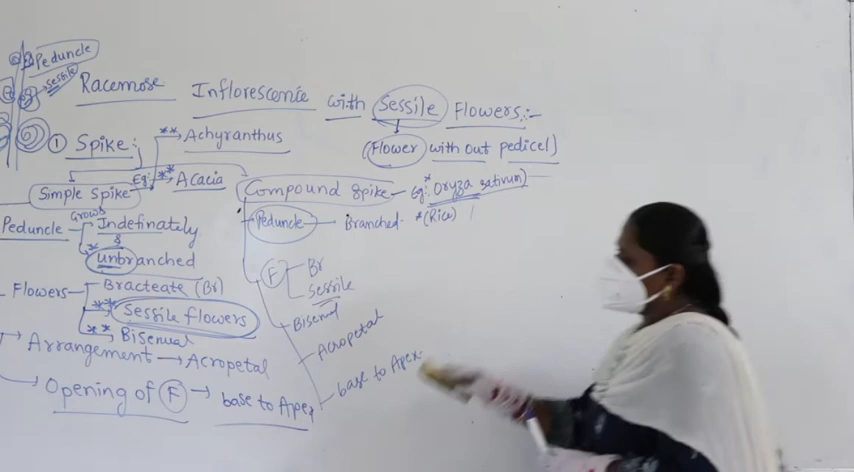 Peduncle
Sessile
Racemose Inflorescence with Sessile Flowers:-
(Flower with out pedicel)
① Spike:
** Achyranthus
Eg: ** Acacia
Simple Spike
Peduncle Grows Indefinately
&
* unbranched
Flowers Bracteate (Br)
** Sessile flowers
** Bisexual
Arrangement → Acropetal
Opening of F → base to Apex
Compound Spike - Eg: * Oryza sativum
*(Rice)
Peduncle - Branched.
F Br
Sessile
Bisexual
Acropetal
base to Apex.